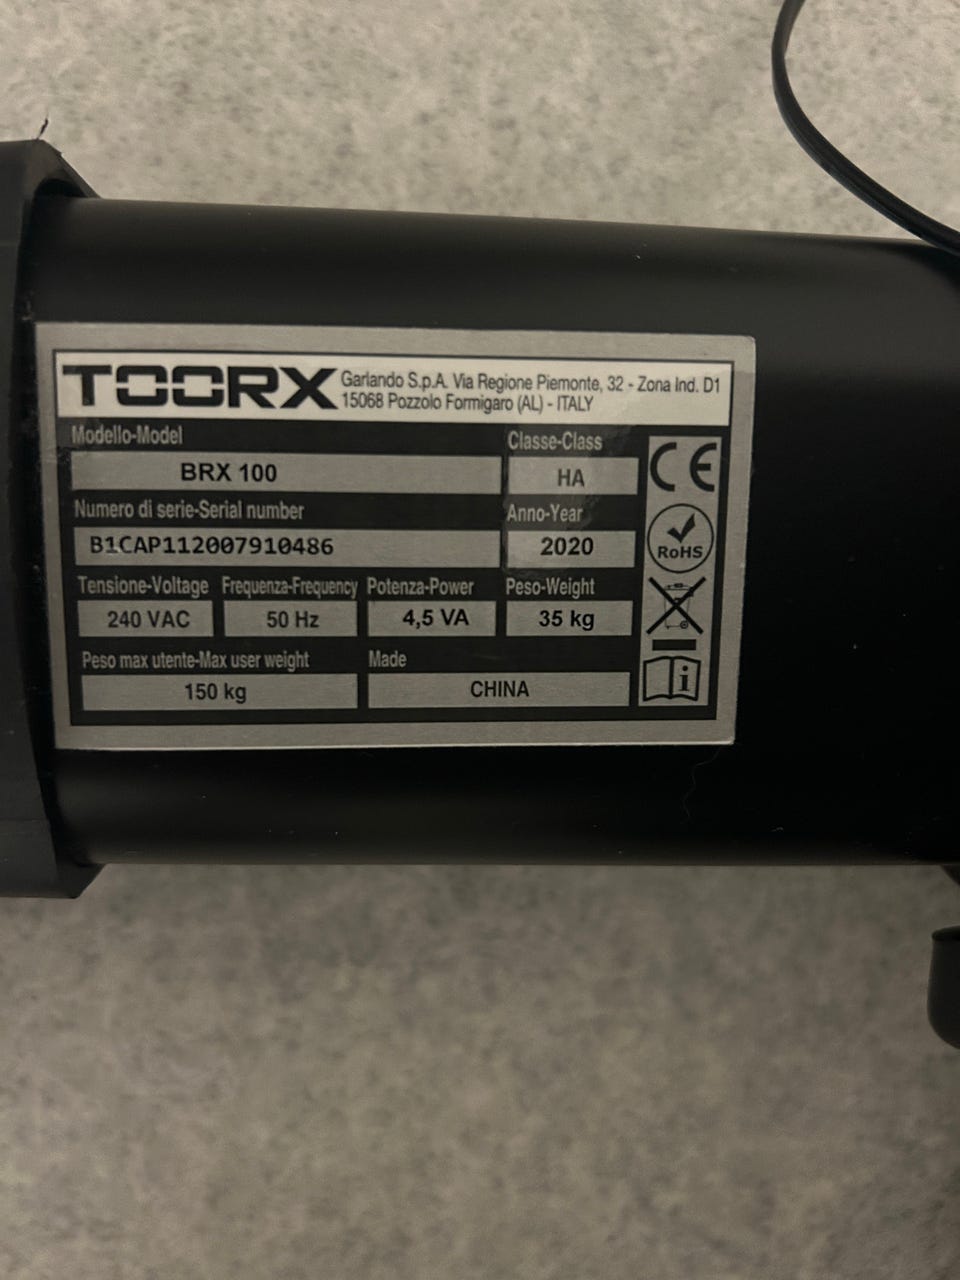 TOORX
Garlando S.p.A. Via Regione Piemonte, 32 - Zona Ind. D1
15068 Pozzolo Formigaro (AL) - ITALY
Modello-Model
Classe-Class
BRX 100
HA
CE
Numero di serie-Serial number
Anno-Year
B1CAP112007910486
2020
RoHS
Tensione-Voltage Frequenza-Frequency Potenza-Power Peso-Weight
240 VAC 50 Hz 4,5 VA 35 kg
Peso max utente-Max user weight Made
150 kg CHINA
i